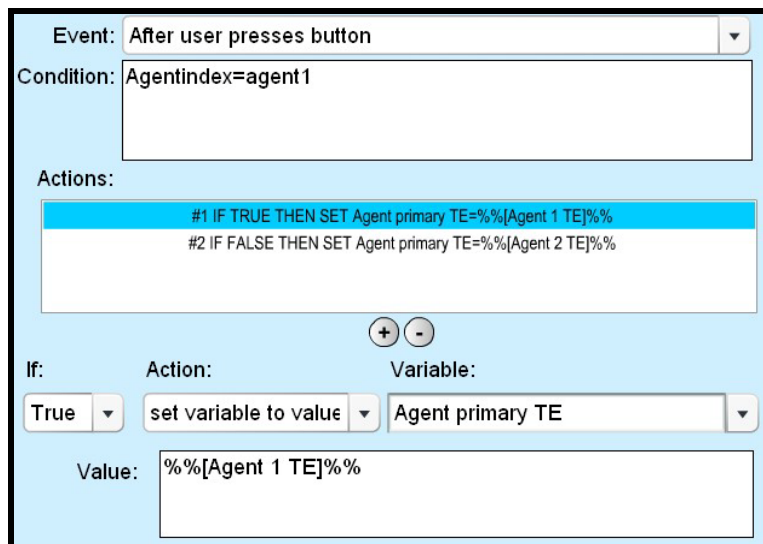 Event: After user presses button
Condition: Agentindex=agent1
Actions:
#1 IF TRUE THEN SET Agent primary TE=%%[Agent 1 TE]%%
#2 IF FALSE THEN SET Agent primary TE=%%[Agent 2 TE]%%
+ -
If: Action: Variable:
True set variable to value Agent primary TE
Value: %%[Agent 1 TE]%%